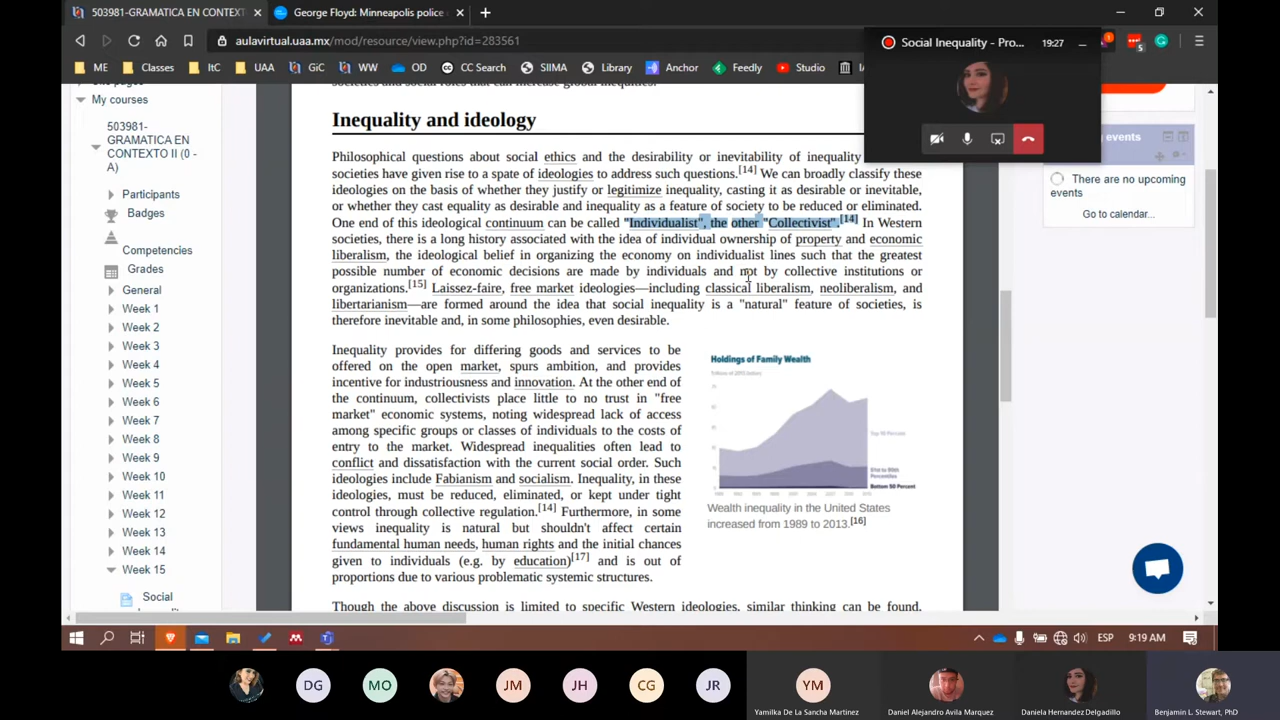 503981-GRAMATICA EN CONTEXT
George Floyd: Minneapolis police
aulavirtual.uaa.mx/mod/resource/view.php?id=283561
ME Classes ItC UAA GiC WW OD CC Search SIIMA Library Anchor Feedly Studio
Social Inequality - Pro... 19:27
My courses
503981-
GRAMATICA EN
CONTEXTO II (0 -
A)
Participants
Badges
Competencies
Grades
General
Week 1
Week 2
Week 3
Week 4
Week 5
Week 6
Week 7
Week 8
Week 9
Week 10
Week 11
Week 12
Week 13
Week 14
Week 15
Social
societies and social roles that can increase global inequities.
Inequality and ideology
Philosophical questions about social ethics and the desirability or inevitability of inequality
societies have given rise to a spate of ideologies to address such questions.[14] We can broadly classify these
ideologies on the basis of whether they justify or legitimize inequality, casting it as desirable or inevitable,
or whether they cast equality as desirable and inequality as a feature of society to be reduced or eliminated.
One end of this ideological continuum can be called "Individualist", the other "Collectivist".[14] In Western
societies, there is a long history associated with the idea of individual ownership of property and economic
liberalism, the ideological belief in organizing the economy on individualist lines such that the greatest
possible number of economic decisions are made by individuals and not by collective institutions or
organizations.[15] Laissez-faire, free market ideologies—including classical liberalism, neoliberalism, and
libertarianism—are formed around the idea that social inequality is a "natural" feature of societies, is
therefore inevitable and, in some philosophies, even desirable.
Inequality provides for differing goods and services to be
offered on the open market, spurs ambition, and provides
incentive for industriousness and innovation. At the other end of
the continuum, collectivists place little to no trust in "free
market" economic systems, noting widespread lack of access
among specific groups or classes of individuals to the costs of
entry to the market. Widespread inequalities often lead to
conflict and dissatisfaction with the current social order. Such
ideologies include Fabianism and socialism. Inequality, in these
ideologies, must be reduced, eliminated, or kept under tight
control through collective regulation.[14] Furthermore, in some
views inequality is natural but shouldn't affect certain
fundamental human needs, human rights and the initial chances
given to individuals (e.g. by education)[17] and is out of
proportions due to various problematic systemic structures.
Holdings of Family Wealth
Bottom 50 Percent
Wealth inequality in the United States
increased from 1989 to 2013.[16]
Though the above discussion is limited to specific Western ideologies, similar thinking can be found,
events
There are no upcoming
events
Go to calendar...
ESP 9:19 AM
DG MO JM JH CG JR YM
Yamilka De La Sancha Martinez
Daniel Alejandro Avila Marquez
Daniela Hernandez Delgadillo
Benjamin L. Stewart, PhD